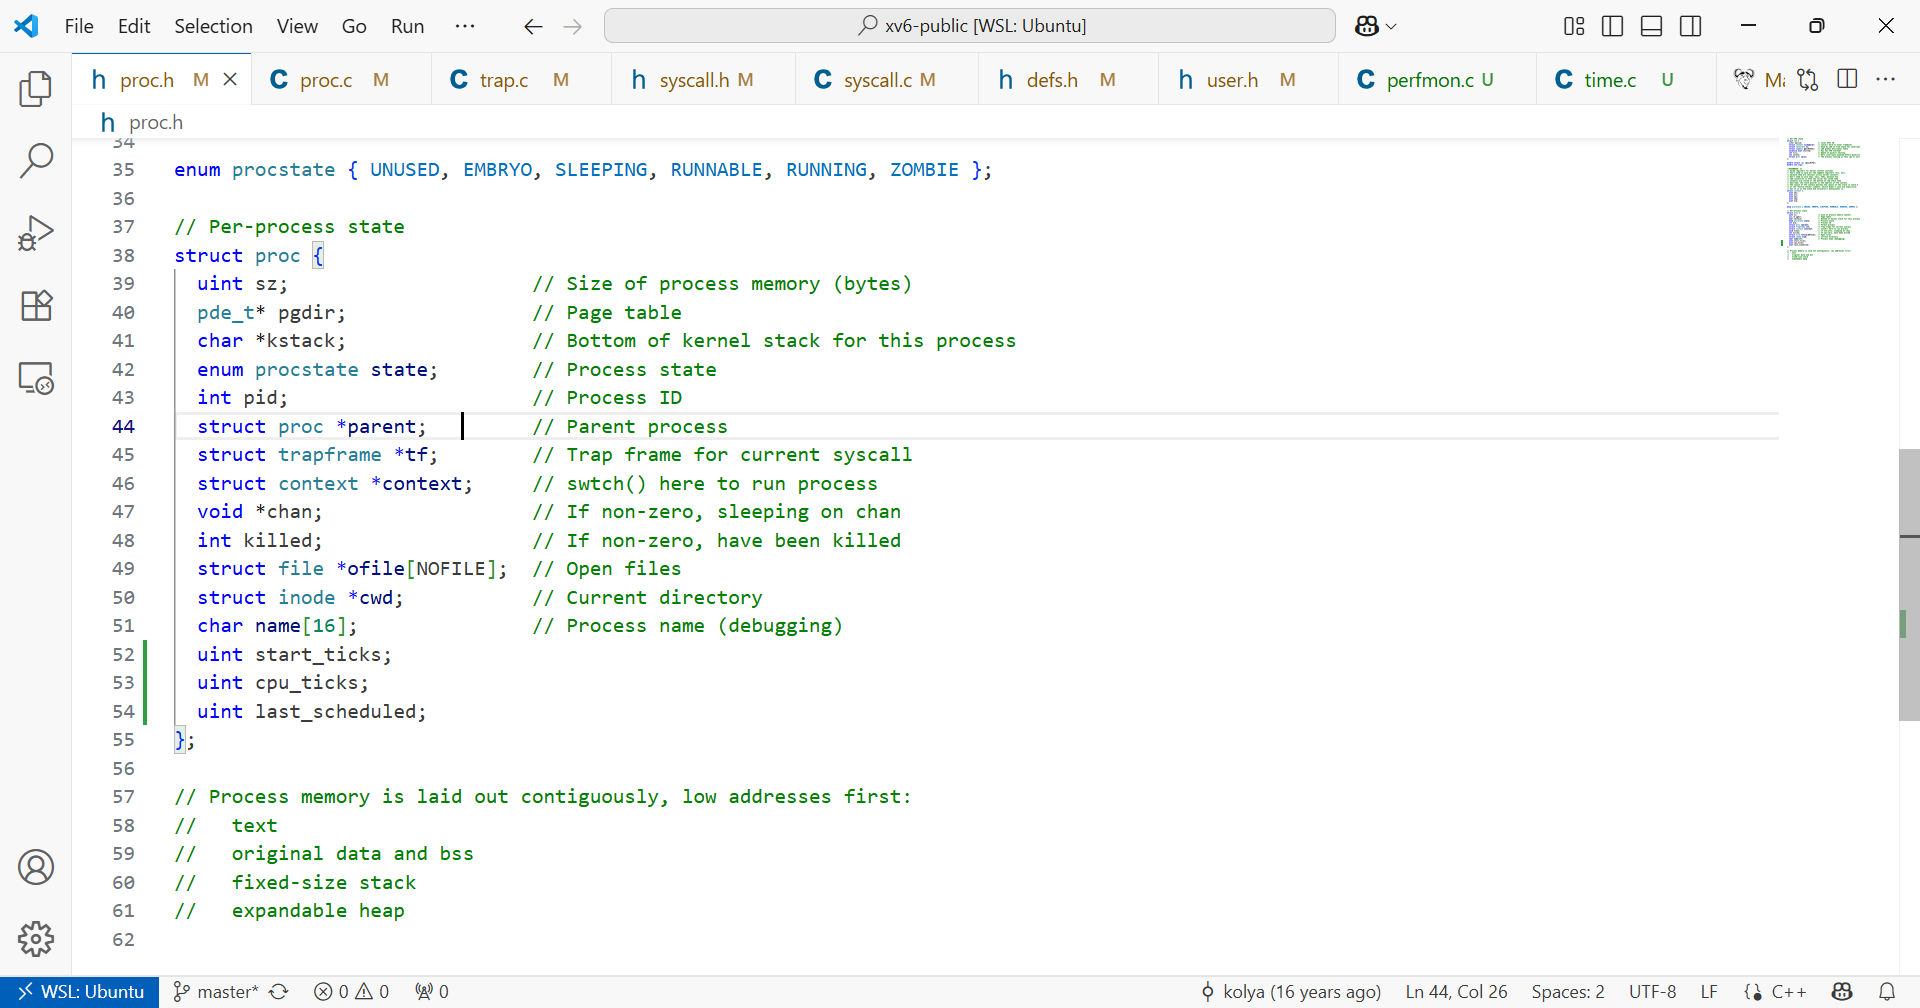 File Edit Selection View Go Run ··· xv6-public [WSL: Ubuntu]
h proc.h M C proc.c M C trap.c M h syscall.h M C syscall.c M h defs.h M h user.h M C perfmon.c U C time.c U
h proc.h
34
35 enum procstate { UNUSED, EMBRYO, SLEEPING, RUNNABLE, RUNNING, ZOMBIE };
36
37 // Per-process state
38 struct proc {
39 uint sz; // Size of process memory (bytes)
40 pde_t* pgdir; // Page table
41 char *kstack; // Bottom of kernel stack for this process
42 enum procstate state; // Process state
43 int pid; // Process ID
44 struct proc *parent; // Parent process
45 struct trapframe *tf; // Trap frame for current syscall
46 struct context *context; // swtch() here to run process
47 void *chan; // If non-zero, sleeping on chan
48 int killed; // If non-zero, have been killed
49 struct file *ofile[NOFILE]; // Open files
50 struct inode *cwd; // Current directory
51 char name[16]; // Process name (debugging)
52 uint start_ticks;
53 uint cpu_ticks;
54 uint last_scheduled;
55 };
56
57 // Process memory is laid out contiguously, low addresses first:
58 // text
59 // original data and bss
60 // fixed-size stack
61 // expandable heap
62
WSL: Ubuntu master* 0 0 0 kolya (16 years ago) Ln 44, Col 26 Spaces: 2 UTF-8 LF C++